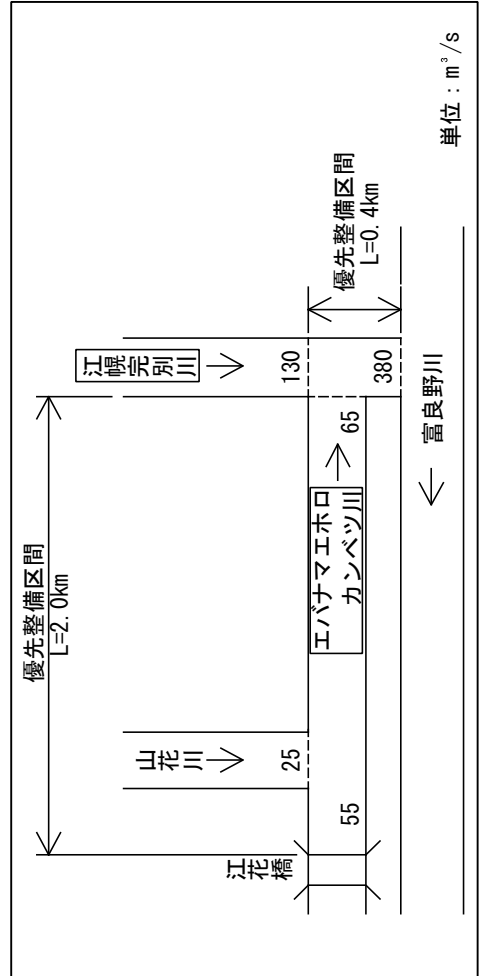 優先整備区間
L=2.0km
江幌完別川
130
優先整備区間
L=0.4km
380
山花川
25
エバナマエホロ
カンベツ川
65
江花橋
55
富良野川
単位：m³/s